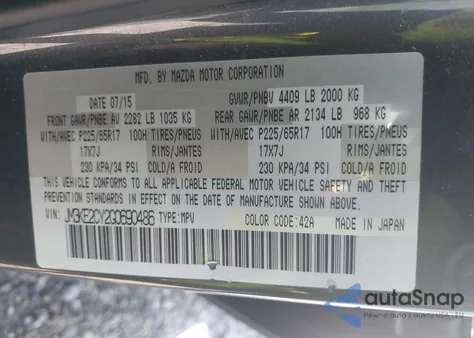 MFD. BY MAZDA MOTOR CORPORATION
DATE 07/15 GVWR/PNBV 4409 LB 2000 KG
FRONT GAWR/PNBE AV 2282 LB 1035 KG REAR GAWR/PNBE AR 2134 LB 968 KG
WITH/AVEC P225/65R17 100H TIRES/PNEUS WITH/AVEC P225/65R17 100H TIRES/PNEUS
17X7J RIMS/JANTES 17X7J RIMS/JANTES
230 KPA/34 PSI COLD/A FROID 230 KPA/34 PSI COLD/A FROID
THIS VEHICLE CONFORMS TO ALL APPLICABLE FEDERAL MOTOR VEHICLE SAFETY AND THEFT
PREVENTION STANDARDS IN EFFECT ON THE DATE OF MANUFACTURE SHOWN ABOVE.
VIN: JM3KE2CY2G0690486 TYPE: MPV COLOR CODE: 42A MADE IN JAPAN
autoSnap
Pewne auta z aukcji USA i EU